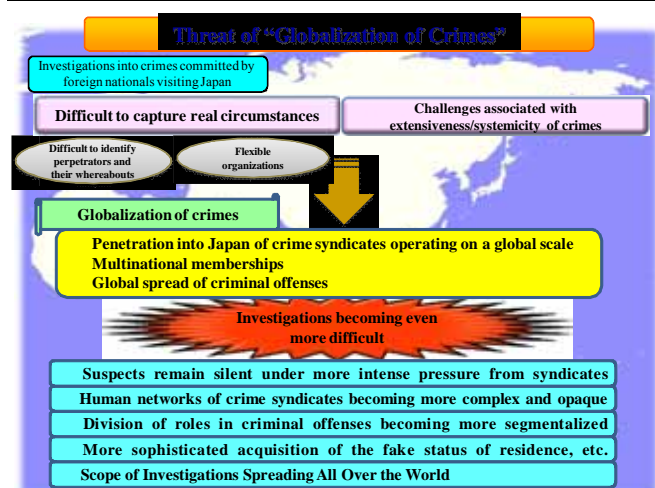 Threat of “Globalization of Crimes”
Investigations into crimes committed by
foreign nationals visiting Japan
Difficult to capture real circumstances
Challenges associated with
extensiveness/systemicity of crimes
Difficult to identify
perpetrators and
their whereabouts
Flexible
organizations
Globalization of crimes
Penetration into Japan of crime syndicates operating on a global scale
Multinational memberships
Global spread of criminal offenses
Investigations becoming even
more difficult
Suspects remain silent under more intense pressure from syndicates
Human networks of crime syndicates becoming more complex and opaque
Division of roles in criminal offenses becoming more segmentalized
More sophisticated acquisition of the fake status of residence, etc.
Scope of Investigations Spreading All Over the World